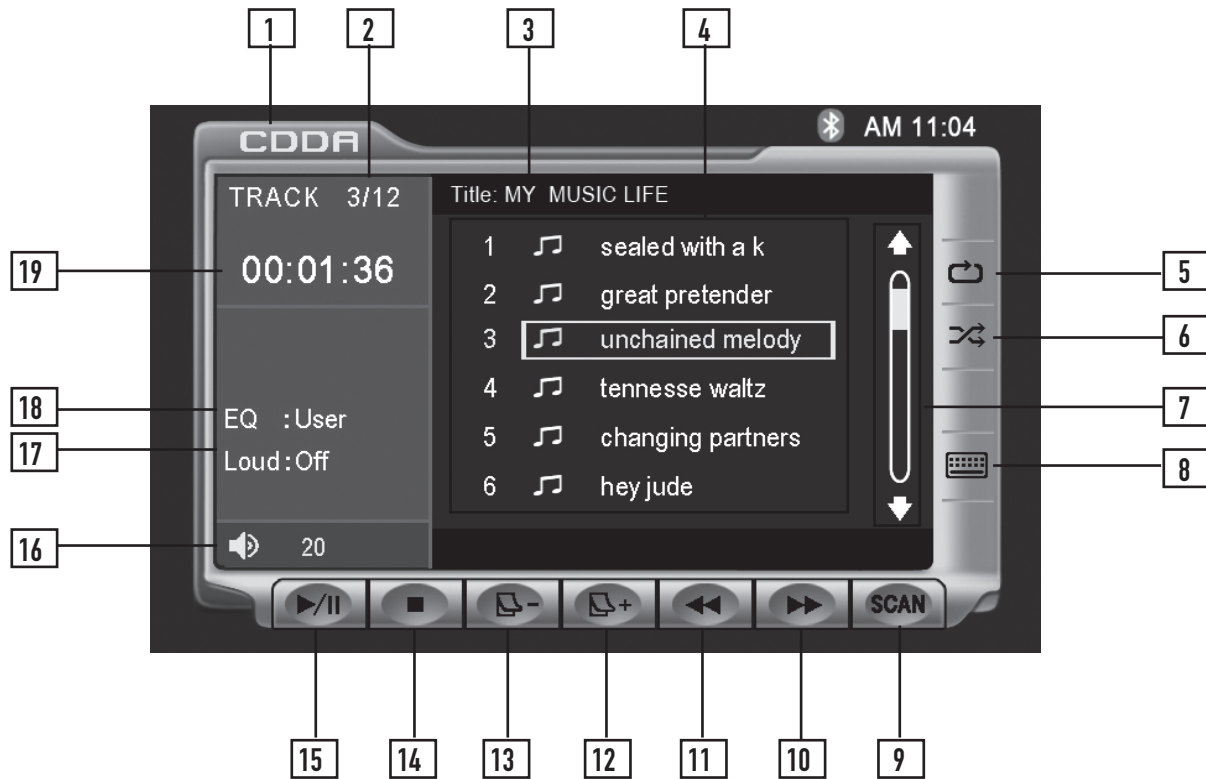 1 2 3 4
CDDA
AM 11:04
TRACK 3/12
Title: MY MUSIC LIFE
1 sealed with a k
2 great pretender
3 unchained melody
4 tennesse waltz
5 changing partners
6 hey jude
00:01:36
EQ :User
Loud:Off
20
SCAN
5
6
7
8
19
18
17
16
15 14 13 12 11 10 9